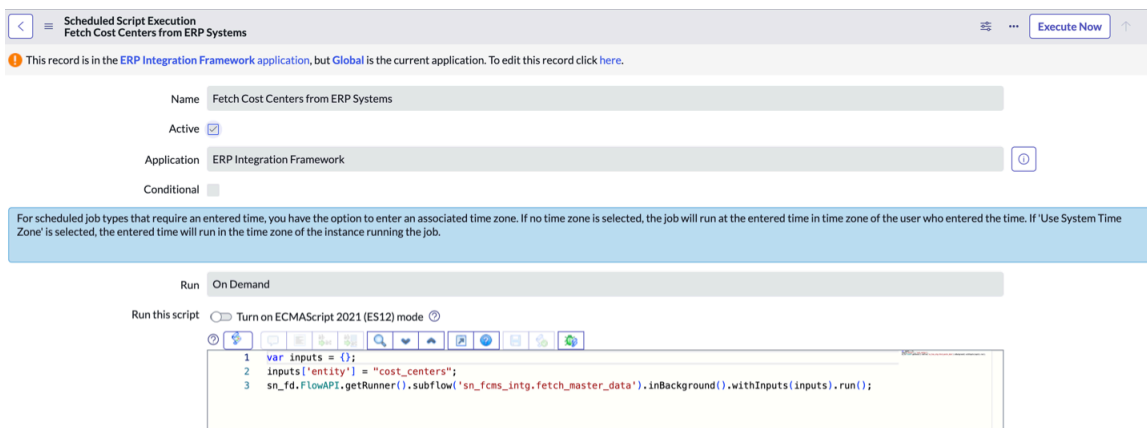 Scheduled Script Execution
Fetch Cost Centers from ERP Systems
Execute Now
This record is in the ERP Integration Framework application, but Global is the current application. To edit this record click here.
Name Fetch Cost Centers from ERP Systems
Active
Application ERP Integration Framework
Conditional
For scheduled job types that require an entered time, you have the option to enter an associated time zone. If no time zone is selected, the job will run at the entered time in time zone of the user who entered the time. If 'Use System Time
Zone' is selected, the entered time will run in the time zone of the instance running the job.
Run On Demand
Run this script Turn on ECMAScript 2021 (ES12) mode
1 var inputs = {};
2 inputs['entity'] = "cost_centers";
3 sn_fd.FlowAPI.getRunner().subflow('sn_fcms_intg.fetch_master_data').inBackground().withInputs(inputs).run();